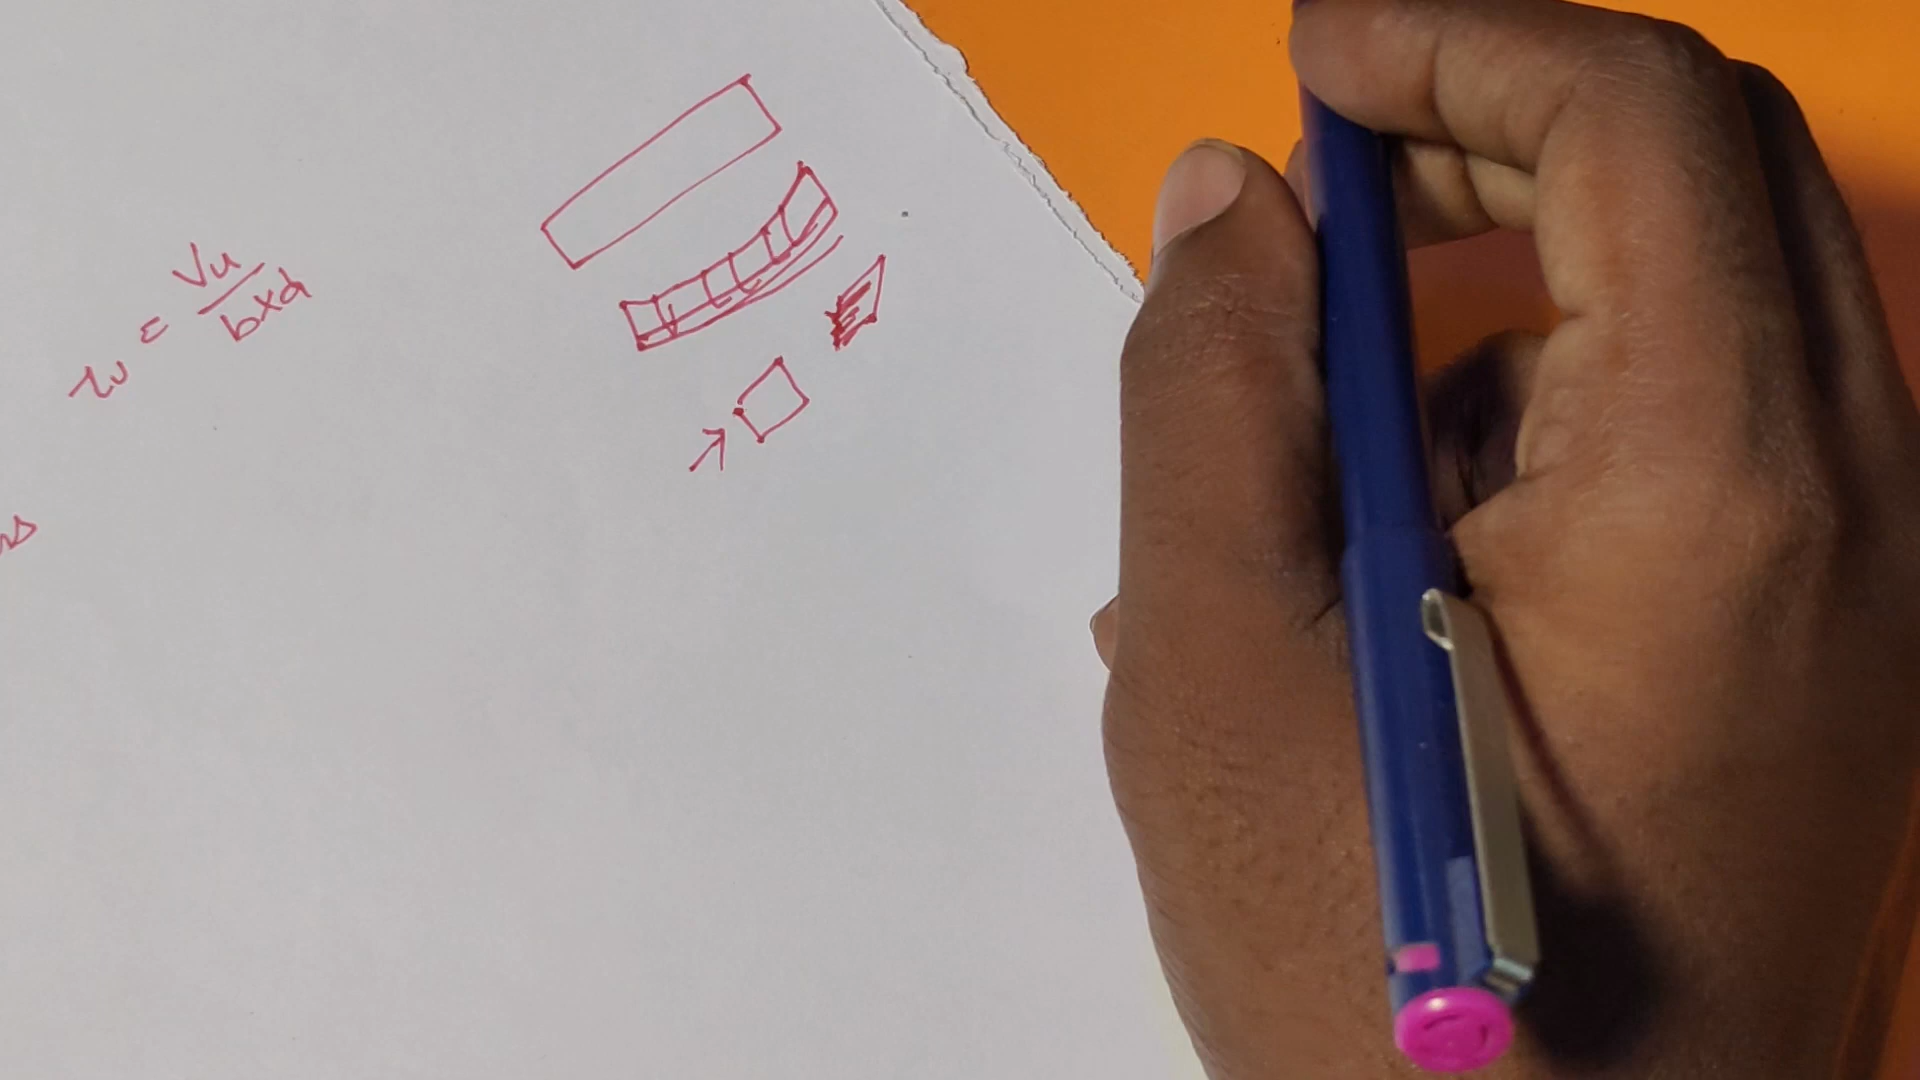 τv = Vu / b×d